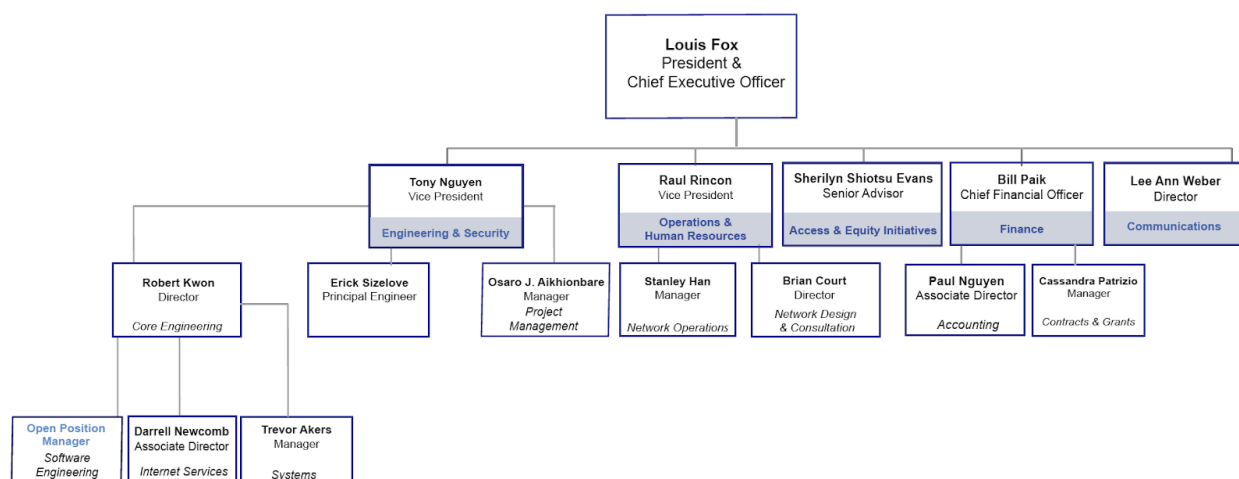 Louis Fox
President &
Chief Executive Officer
Tony Nguyen
Vice President
Engineering & Security
Raul Rincon
Vice President
Operations &
Human Resources
Sherilyn Shiotsu Evans
Senior Advisor
Access & Equity Initiatives
Bill Paik
Chief Financial Officer
Finance
Lee Ann Weber
Director
Communications
Robert Kwon
Director
Core Engineering
Erick Sizelove
Principal Engineer
Osaro J. Aikhionbare
Manager
Project
Management
Stanley Han
Manager
Network Operations
Brian Court
Director
Network Design
& Consultation
Paul Nguyen
Associate Director
Accounting
Cassandra Patrizio
Manager
Contracts & Grants
Open Position
Manager
Software
Engineering
Darrell Newcomb
Associate Director
Internet Services
Trevor Akers
Manager
Systems